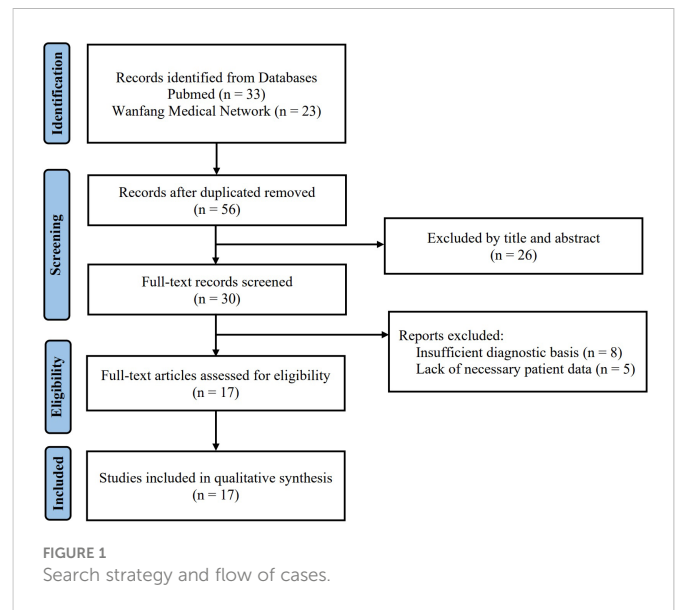 Identification
Records identified from Databases
Pubmed (n = 33)
Wanfang Medical Network (n = 23)
Screening
Records after duplicated removed
(n = 56)
Excluded by title and abstract
(n = 26)
Full-text records screened
(n = 30)
Reports excluded:
Insufficient diagnostic basis (n = 8)
Lack of necessary patient data (n = 5)
Eligibility
Full-text articles assessed for eligibility
(n = 17)
Included
Studies included in qualitative synthesis
(n = 17)
FIGURE 1
Search strategy and flow of cases.